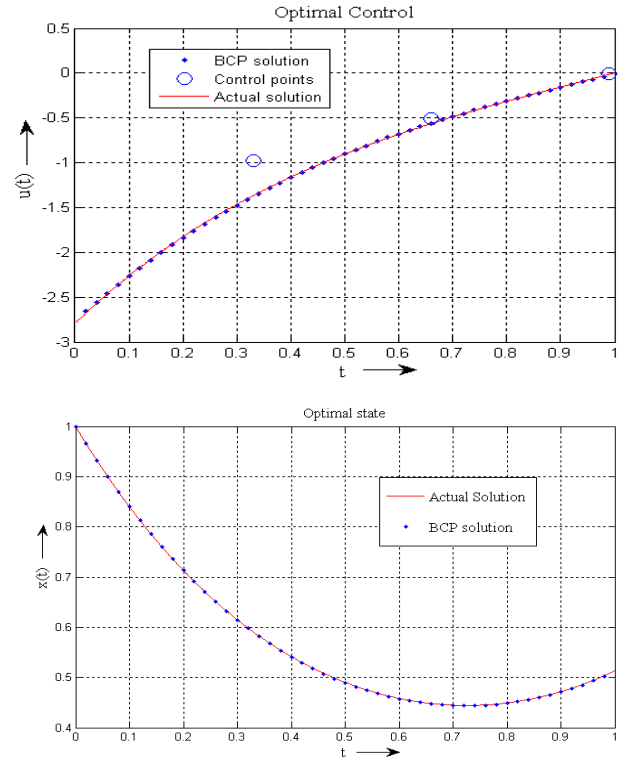 Optimal Control
0.5
0
-0.5
-1
-1.5
-2
-2.5
-3
u(t)
BCP solution
Control points
Actual solution
0 0.1 0.2 0.3 0.4 0.5 0.6 0.7 0.8 0.9 1
t
Optimal state
1
0.9
0.8
0.7
0.6
0.5
0.4
x(t)
Actual Solution
BCP solution
0 0.1 0.2 0.3 0.4 0.5 0.6 0.7 0.8 0.9 1
t